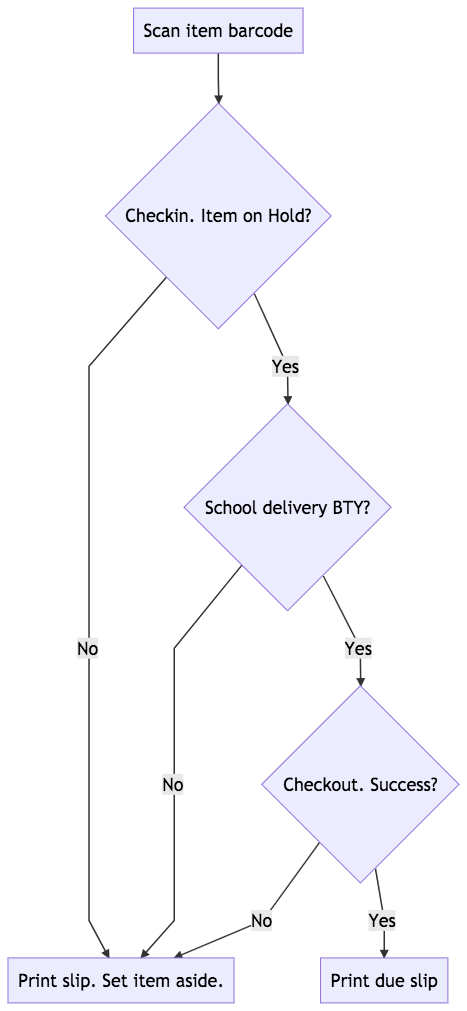 Scan item barcode
Checkin. Item on Hold?
Yes
School delivery BTY?
No
Yes
No
Checkout. Success?
No
Yes
Print slip. Set item aside.
Print due slip